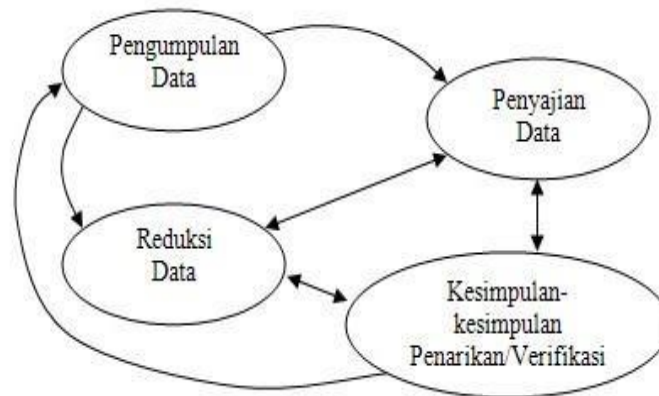 Pengumpulan
Data
Penyajian
Data
Reduksi
Data
Kesimpulan-
kesimpulan
Penarikan/Verifikasi